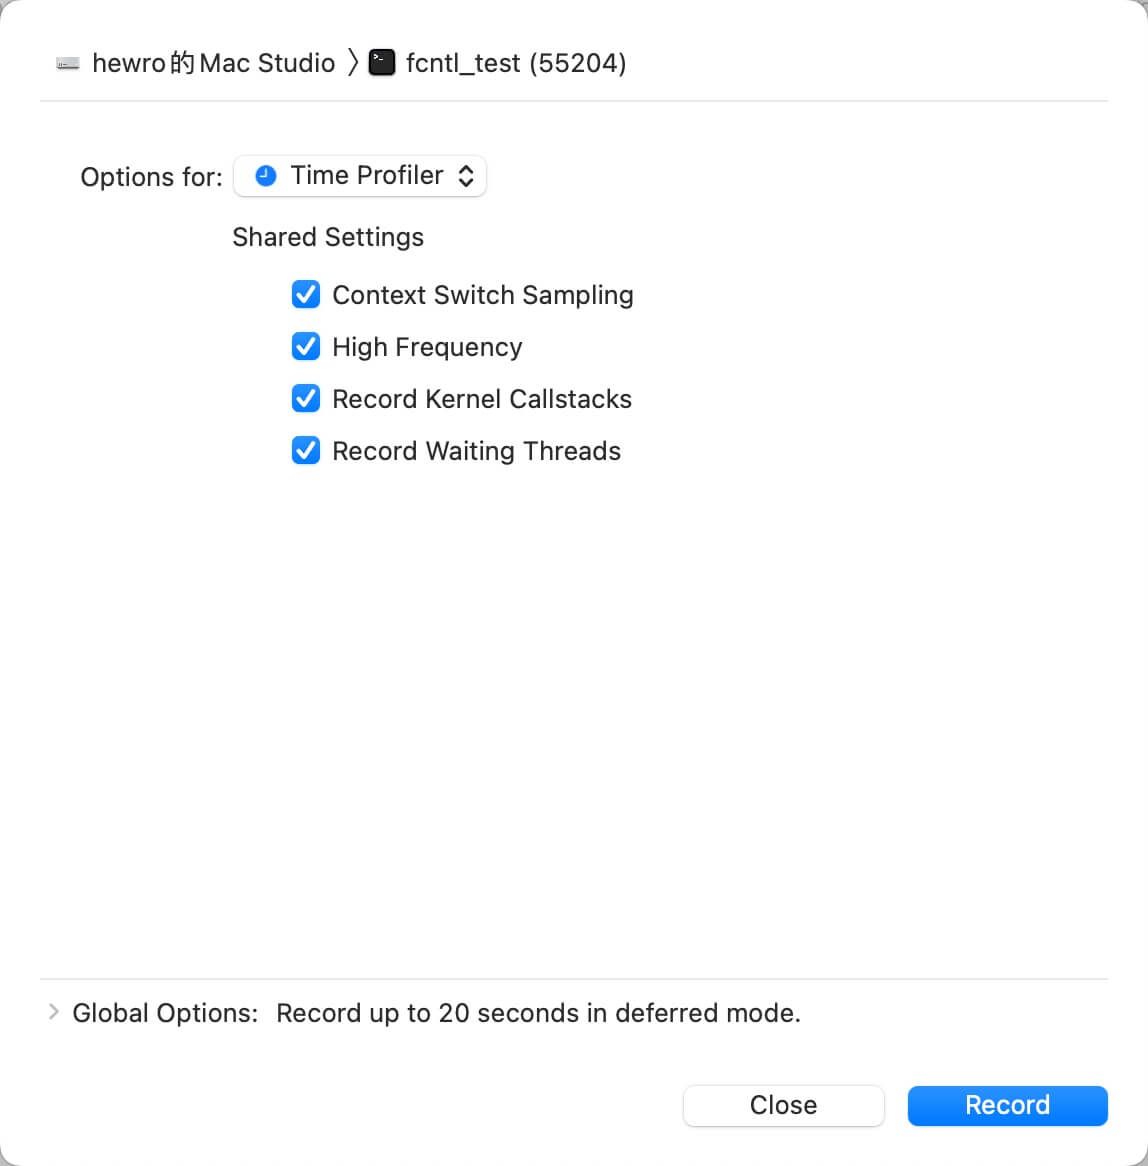 hewro的Mac Studio 〉 fcntl_test (55204)
Options for: Time Profiler
Shared Settings
Context Switch Sampling
High Frequency
Record Kernel Callstacks
Record Waiting Threads
Global Options: Record up to 20 seconds in deferred mode.
Close Record